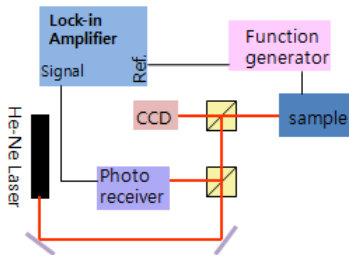 Lock-in
Amplifier
Signal
Ref.
Function
generator
He-Ne Laser
CCD
sample
Photo
receiver